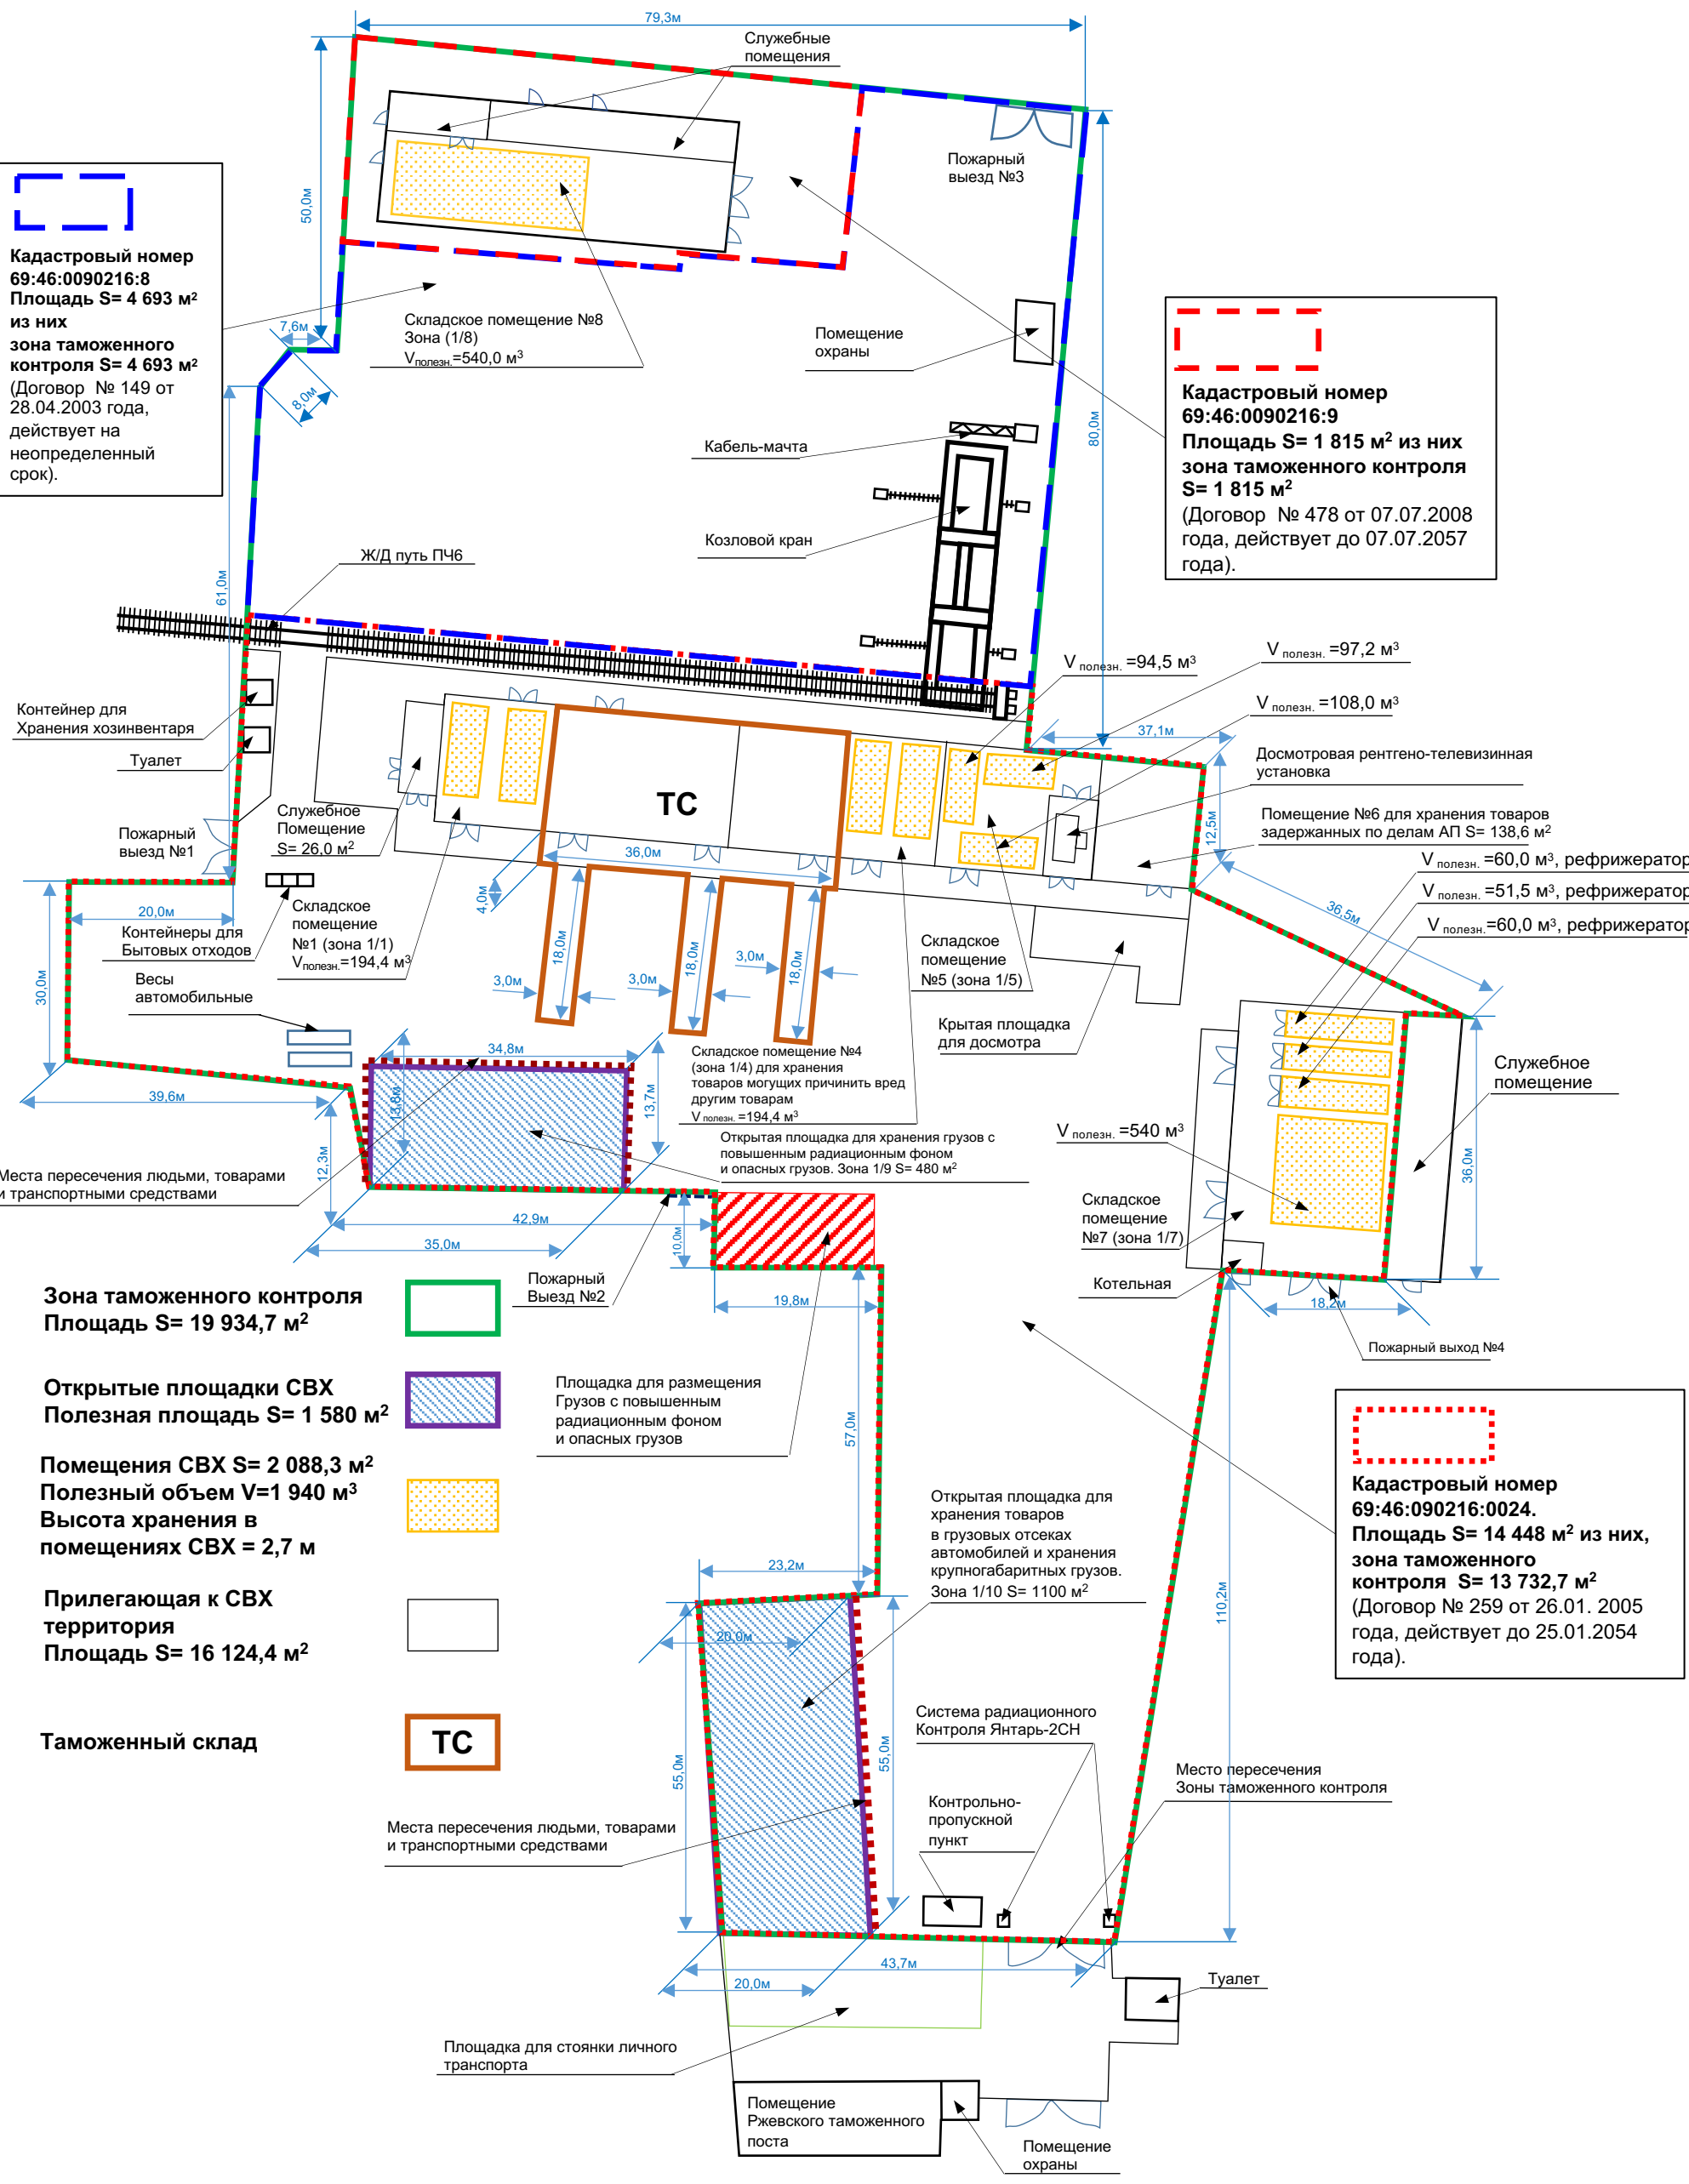 79,3м
Служебные
помещения
Пожарный
выезд №3
50,0м
Кадастровый номер
69:46:0090216:8
Площадь S= 4 693 м²
из них
зона таможенного
контроля S= 4 693 м²
(Договор № 149 от
28.04.2003 года,
действует на
неопределенный
срок).
7,6м
8,0м
Складское помещение №8
Зона (1/8)
Vполезн.=540,0 м³
Помещение
охраны
Кадастровый номер
69:46:0090216:9
Площадь S= 1 815 м² из них
зона таможенного контроля
S= 1 815 м²
(Договор № 478 от 07.07.2008
года, действует до 07.07.2057
года).
80,0м
Кабель-мачта
Козловой кран
Ж/Д путь ПЧ6
61,0м
V полезн. =94,5 м³
V полезн. =97,2 м³
V полезн. =108,0 м³
37,1м
Контейнер для
Хранения хозинвентаря
Туалет
Досмотровая рентгено-телевизинная
установка
ТС
Служебное
Помещение
S= 26,0 м²
Пожарный
выезд №1
12,5м
Помещение №6 для хранения товаров
задержанных по делам АП S= 138,6 м²
V полезн. =60,0 м³, рефрижератор
V полезн. =51,5 м³, рефрижератор
V полезн.=60,0 м³, рефрижератор
36,0м
4,0м
36,5м
20,0м
30,0м
Контейнеры для
Бытовых отходов
Складское
помещение
№1 (зона 1/1)
Vполезн.=194,4 м³
18,0м
18,0м
18,0м
3,0м
3,0м
3,0м
Складское
помещение
№5 (зона 1/5)
Весы
автомобильные
Крытая площадка
для досмотра
34,8м
13,8м
13,7м
Складское помещение №4
(зона 1/4) для хранения
товаров могущих причинить вред
другим товарам
V полезн. =194,4 м³
Служебное
помещение
39,6м
12,3м
36,0м
V полезн. =540 м³
Открытая площадка для хранения грузов с
повышенным радиационным фоном
и опасных грузов. Зона 1/9 S= 480 м²
Места пересечения людьми, товарами
и транспортными средствами
42,9м
35,0м
10,0м
Складское
помещение
№7 (зона 1/7)
Котельная
Пожарный
Выезд №2
19,8м
18,2м
Пожарный выход №4
Зона таможенного контроля
Площадь S= 19 934,7 м²
Открытые площадки СВХ
Полезная площадь S= 1 580 м²
Площадка для размещения
Грузов с повышенным
радиационным фоном
и опасных грузов
57,0м
Помещения СВХ S= 2 088,3 м²
Полезный объем V=1 940 м³
Высота хранения в
помещениях СВХ = 2,7 м
Открытая площадка для
хранения товаров
в грузовых отсеках
автомобилей и хранения
крупногабаритных грузов.
Зона 1/10 S= 1100 м²
Кадастровый номер
69:46:090216:0024.
Площадь S= 14 448 м² из них,
зона таможенного
контроля S= 13 732,7 м²
(Договор № 259 от 26.01. 2005
года, действует до 25.01.2054
года).
23,2м
20,0м
110,2м
Прилегающая к СВХ
территория
Площадь S= 16 124,4 м²
Таможенный склад
ТС
Система радиационного
Контроля Янтарь-2СН
55,0м
55,0м
Место пересечения
Зоны таможенного контроля
Контрольно-
пропускной
пункт
Места пересечения людьми, товарами
и транспортными средствами
43,7м
20,0м
Туалет
Площадка для стоянки личного
транспорта
Помещение
Ржевского таможенного
поста
Помещение
охраны